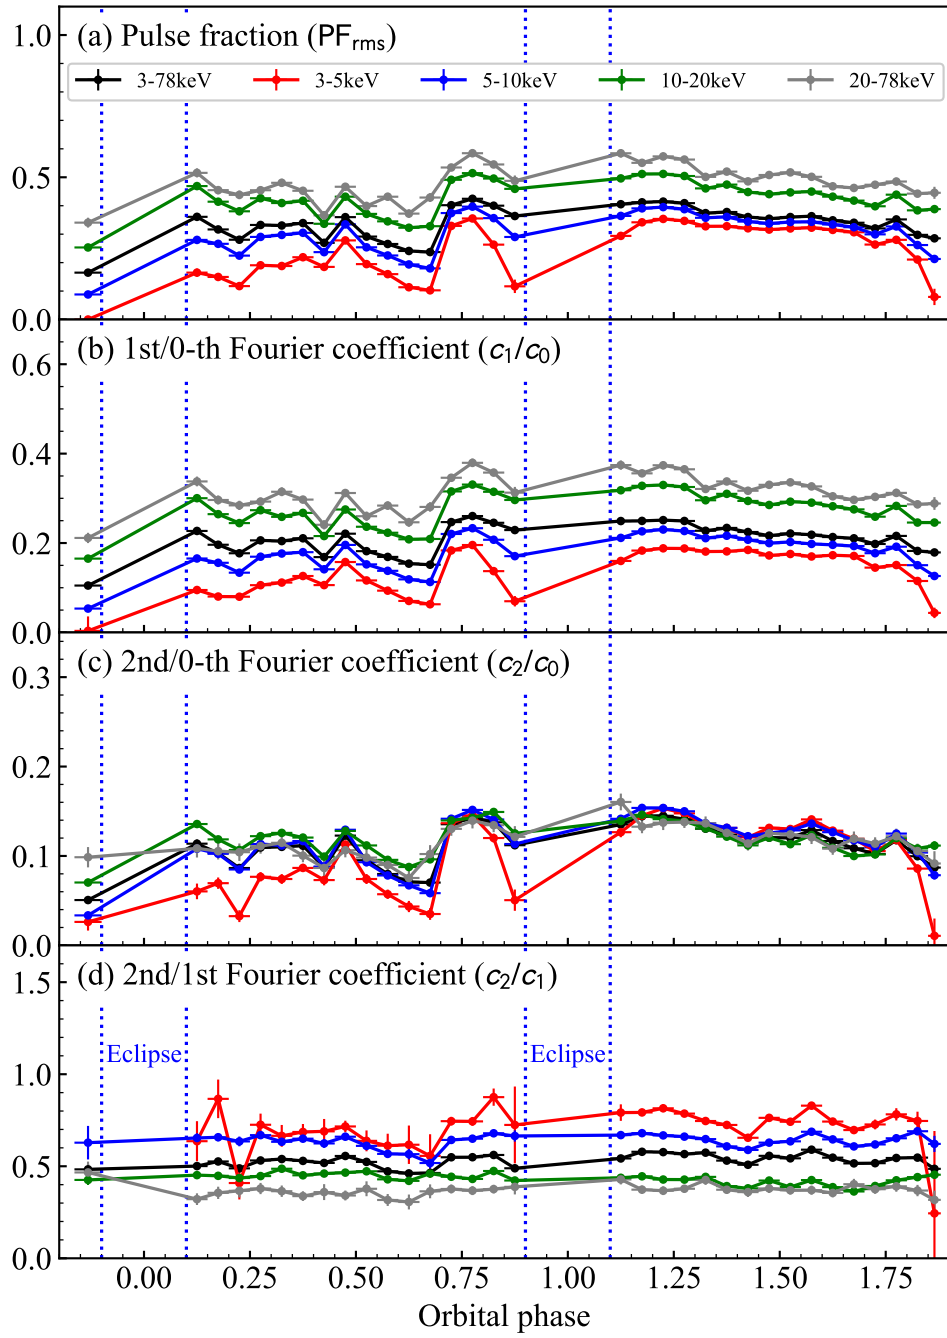 (a) Pulse fraction (PFrms)
3-78keV 3-5keV 5-10keV 10-20keV 20-78keV
1.0
0.5
0.0
(b) 1st/0-th Fourier coefficient (c1/c0)
0.6
0.4
0.2
0.0
(c) 2nd/0-th Fourier coefficient (c2/c0)
0.3
0.2
0.1
0.0
(d) 2nd/1st Fourier coefficient (c2/c1)
1.5
Eclipse Eclipse
1.0
0.5
0.0
0.00 0.25 0.50 0.75 1.00 1.25 1.50 1.75
Orbital phase